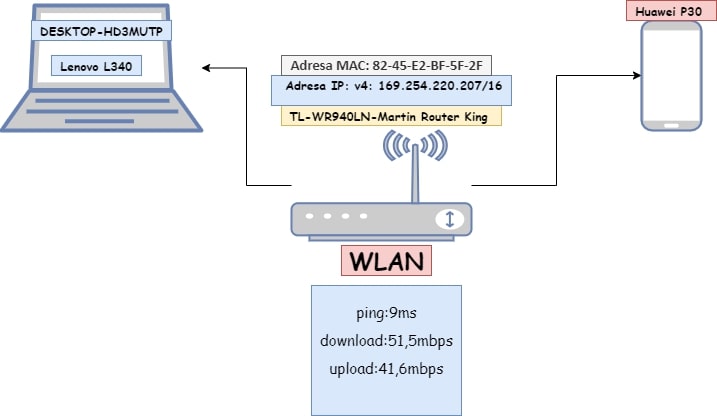 DESKTOP-HD3MUTP
Lenovo L340
Adresa MAC: 82-45-E2-BF-5F-2F
Adresa IP: v4: 169.254.220.207/16
TL-WR940LN-Martin Router King
Huawei P30
WLAN
ping:9ms
download:51,5mbps
upload:41,6mbps